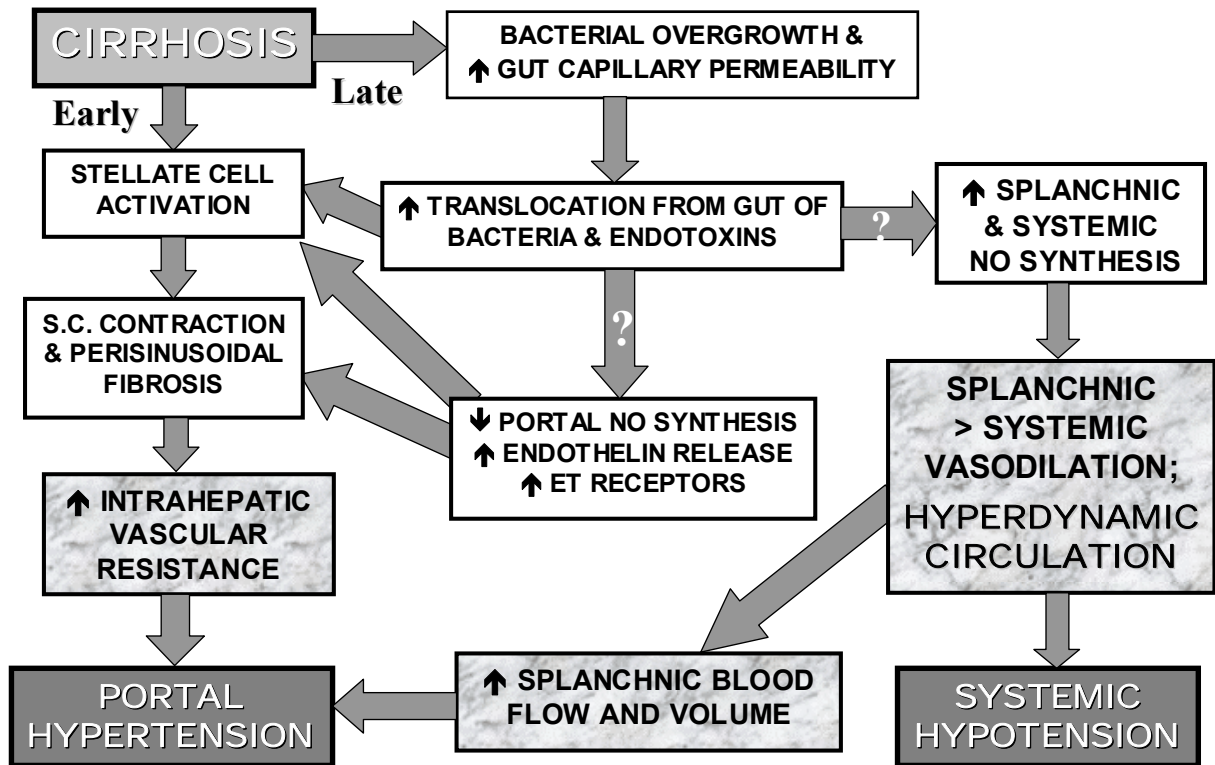 CIRRHOSIS
BACTERIAL OVERGROWTH &
↑ GUT CAPILLARY PERMEABILITY
Late
Early
STELLATE CELL
ACTIVATION
↑ TRANSLOCATION FROM GUT OF
BACTERIA & ENDOTOXINS
?
↑ SPLANCHNIC
& SYSTEMIC
NO SYNTHESIS
?
S.C. CONTRACTION
& PERISINUSOIDAL
FIBROSIS
↓ PORTAL NO SYNTHESIS
↑ ENDOTHELIN RELEASE
↑ ET RECEPTORS
SPLANCHNIC
> SYSTEMIC
VASODILATION;
HYPERDYNAMIC
CIRCULATION
↑ INTRAHEPATIC
VASCULAR
RESISTANCE
PORTAL
HYPERTENSION
↑ SPLANCHNIC BLOOD
FLOW AND VOLUME
SYSTEMIC
HYPOTENSION